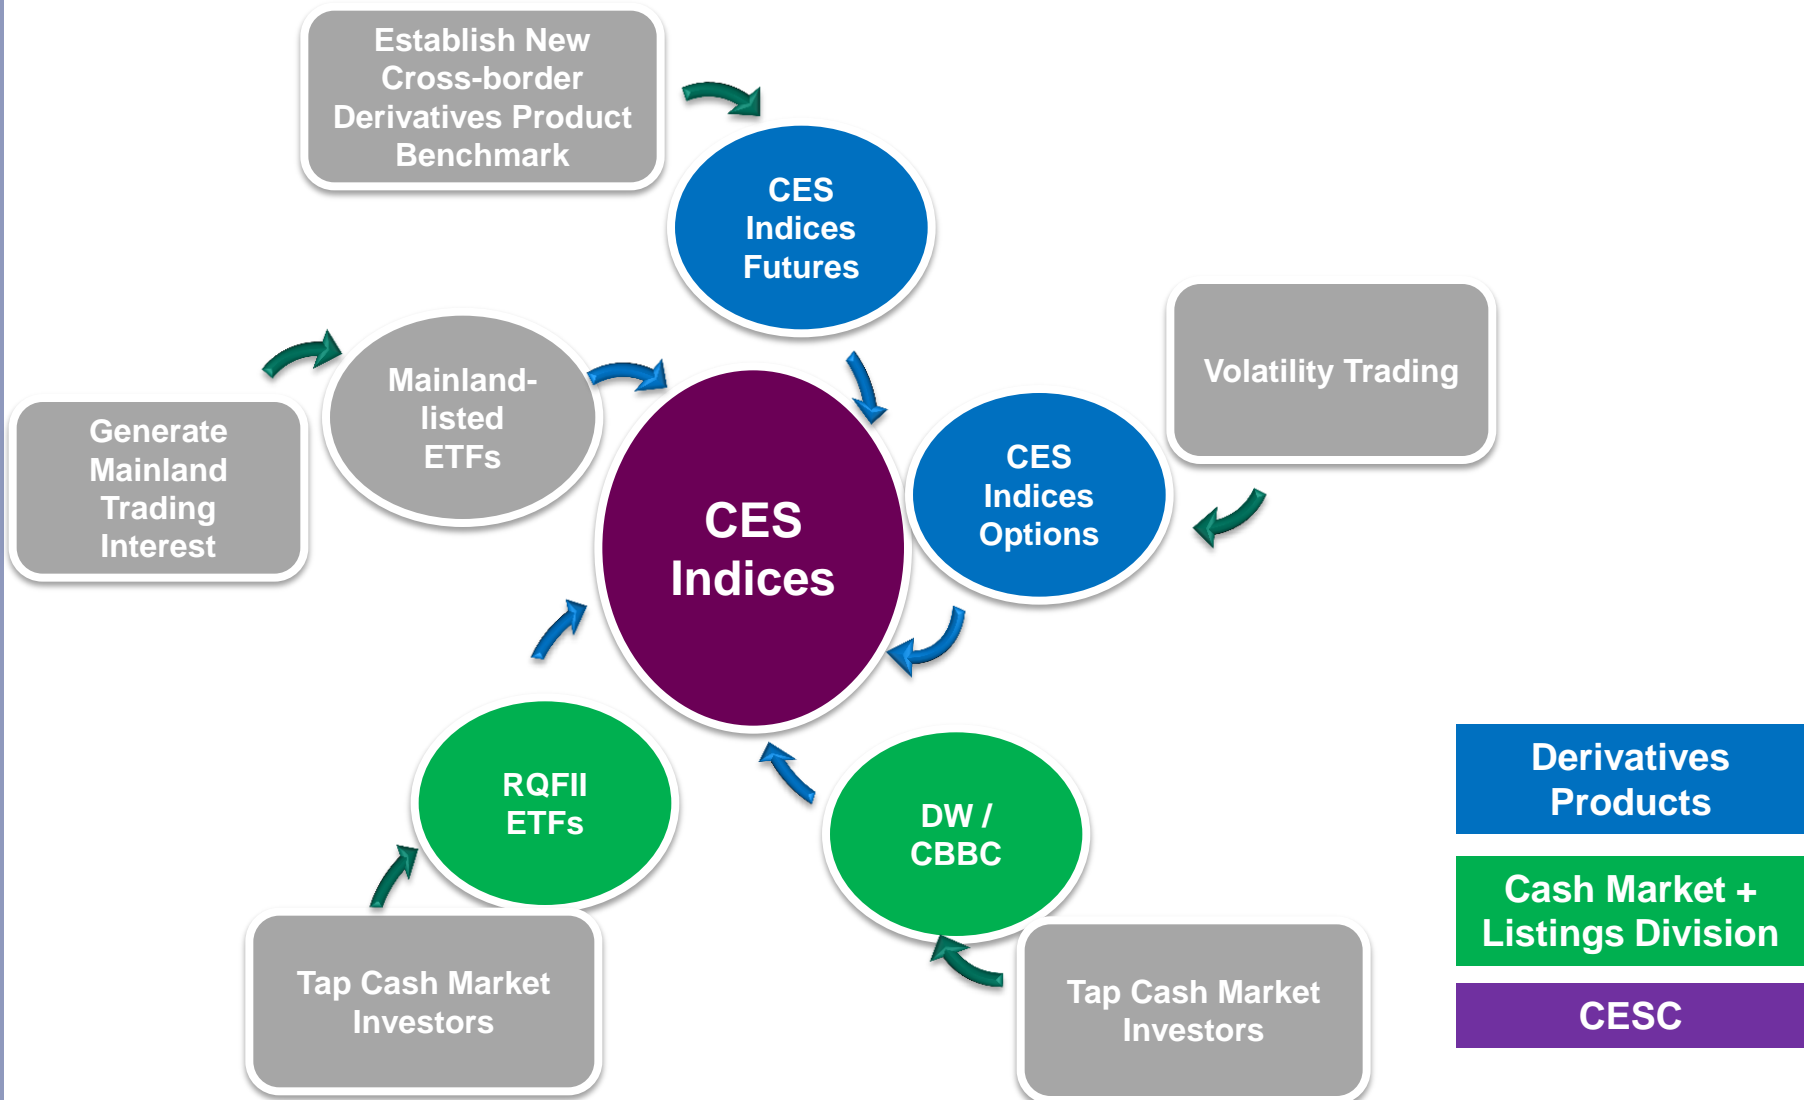 Establish New
Cross-border
Derivatives Product
Benchmark
CES
Indices
Futures
Volatility Trading
Mainland-
listed
ETFs
Generate
Mainland
Trading
Interest
CES
Indices
Options
CES
Indices
RQFII
ETFs
DW /
CBBC
Tap Cash Market
Investors
Tap Cash Market
Investors
Derivatives
Products
Cash Market +
Listings Division
CESC